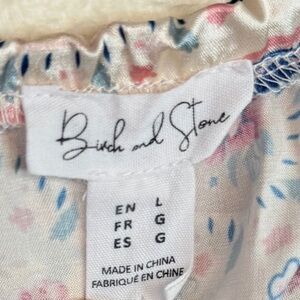 Birch and Stone
EN L
FR G
ES G
MADE IN CHINA
FABRIQUÉ EN CHINE